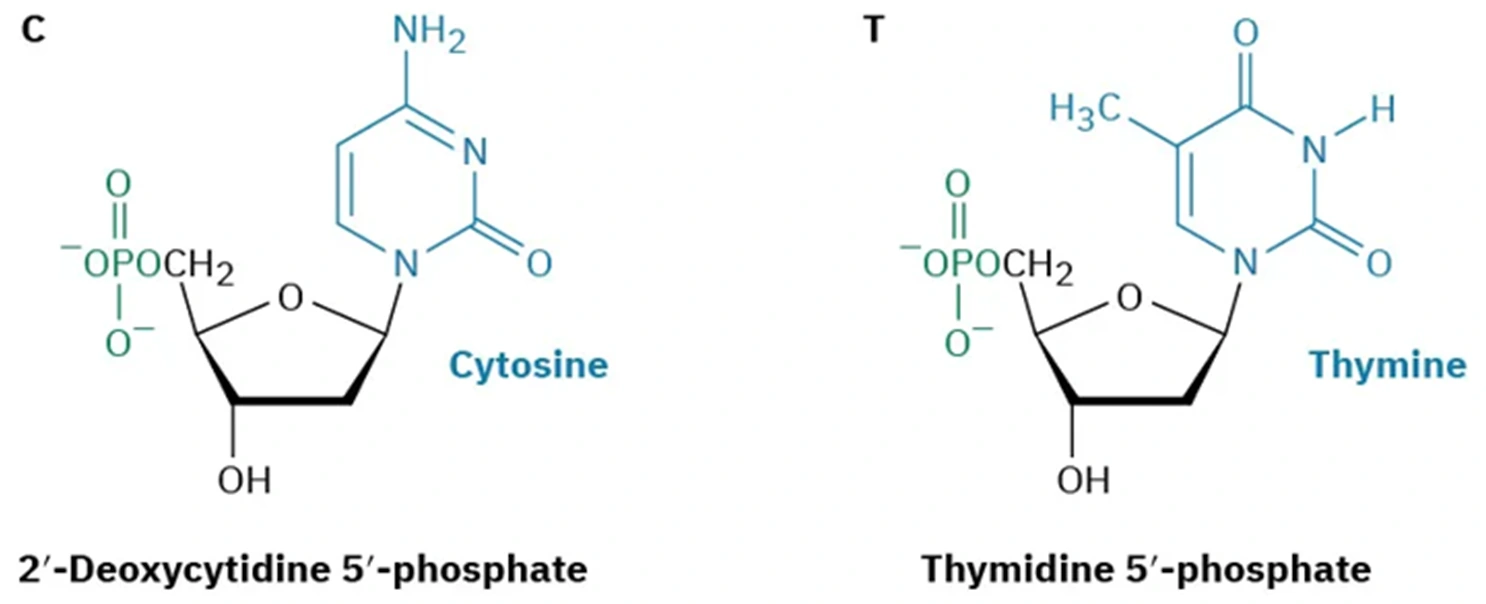 C
NH₂
N
O
⁻OPOCH₂
O
N
O
O⁻
Cytosine
OH
2′-Deoxycytidine 5′-phosphate
T
O
H₃C
H
N
O
⁻OPOCH₂
O
N
O
O⁻
Thymine
OH
Thymidine 5′-phosphate